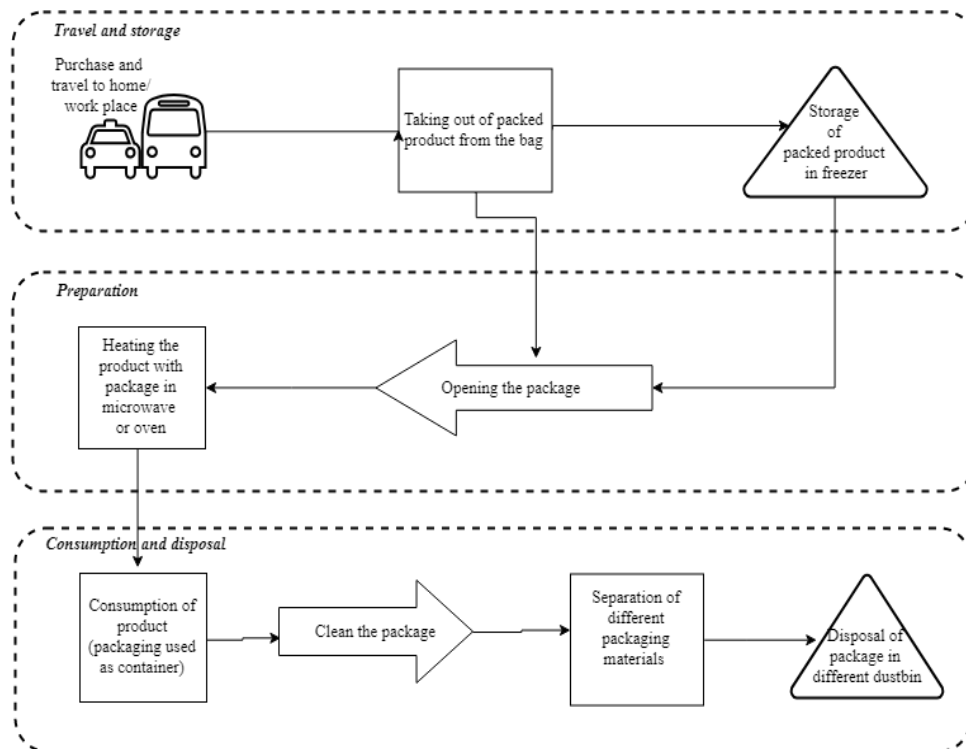 Travel and storage
Purchase and
travel to home/
work place
Taking out of packed
product from the bag
Storage
of
packed product
in freezer
Preparation
Heating the
product with
package in
microwave
or oven
Opening the package
Consumption and disposal
Consumption of
product
(packaging used
as container)
Clean the package
Separation of
different
packaging
materials
Disposal of
package in
different dustbin